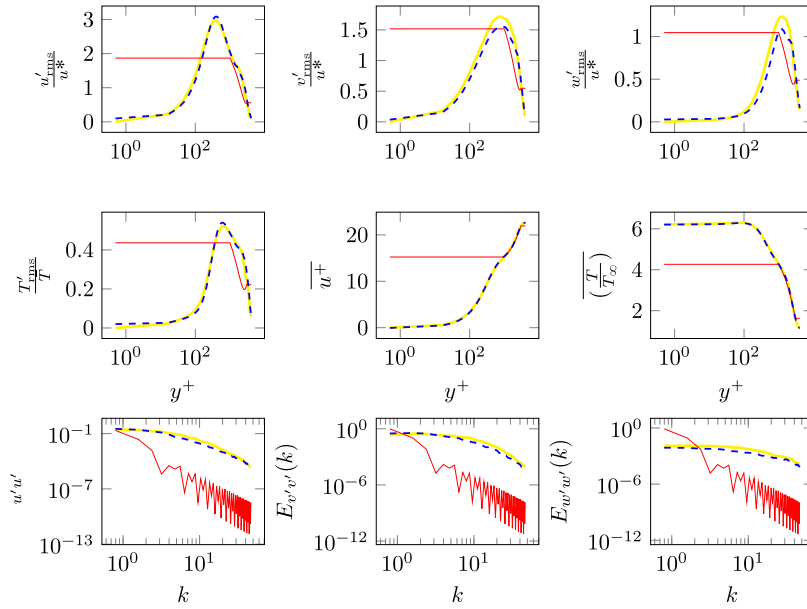 3
2
1
0
10^0 10^2
u'_rms / u*
1.5
1
0.5
0
10^0 10^2
v'_rms / u*
1
0.5
0
10^0 10^2
w'_rms / u*
0.4
0.2
0
10^0 10^2
T'_rms / T
y^+
20
10
0
10^0 10^2
\overline{u^+}
y^+
6
4
2
10^0 10^2
\overline{(T / T_∞)}
y^+
10^{-1}
10^{-7}
10^{-13}
10^0 10^1
u'u'
k
10^0
10^{-6}
10^{-12}
10^0 10^1
E_{v'v'}(k)
k
10^0
10^{-6}
10^{-12}
10^0 10^1
E_{w'w'}(k)
k